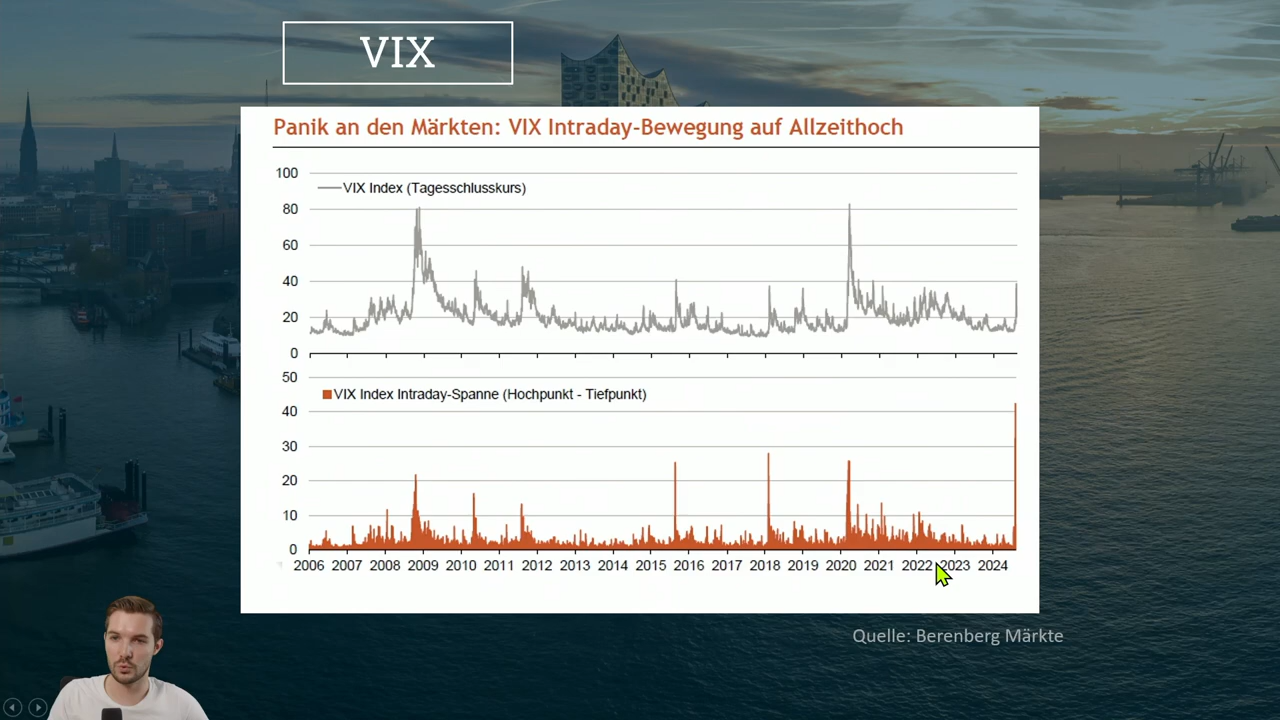 VIX
Panik an den Märkten: VIX Intraday-Bewegung auf Allzeithoch
100
VIX Index (Tagesschlusskurs)
80
60
40
20
0
50
VIX Index Intraday-Spanne (Hochpunkt - Tiefpunkt)
40
30
20
10
0
2006 2007 2008 2009 2010 2011 2012 2013 2014 2015 2016 2017 2018 2019 2020 2021 2022 2023 2024
Quelle: Berenberg Märkte